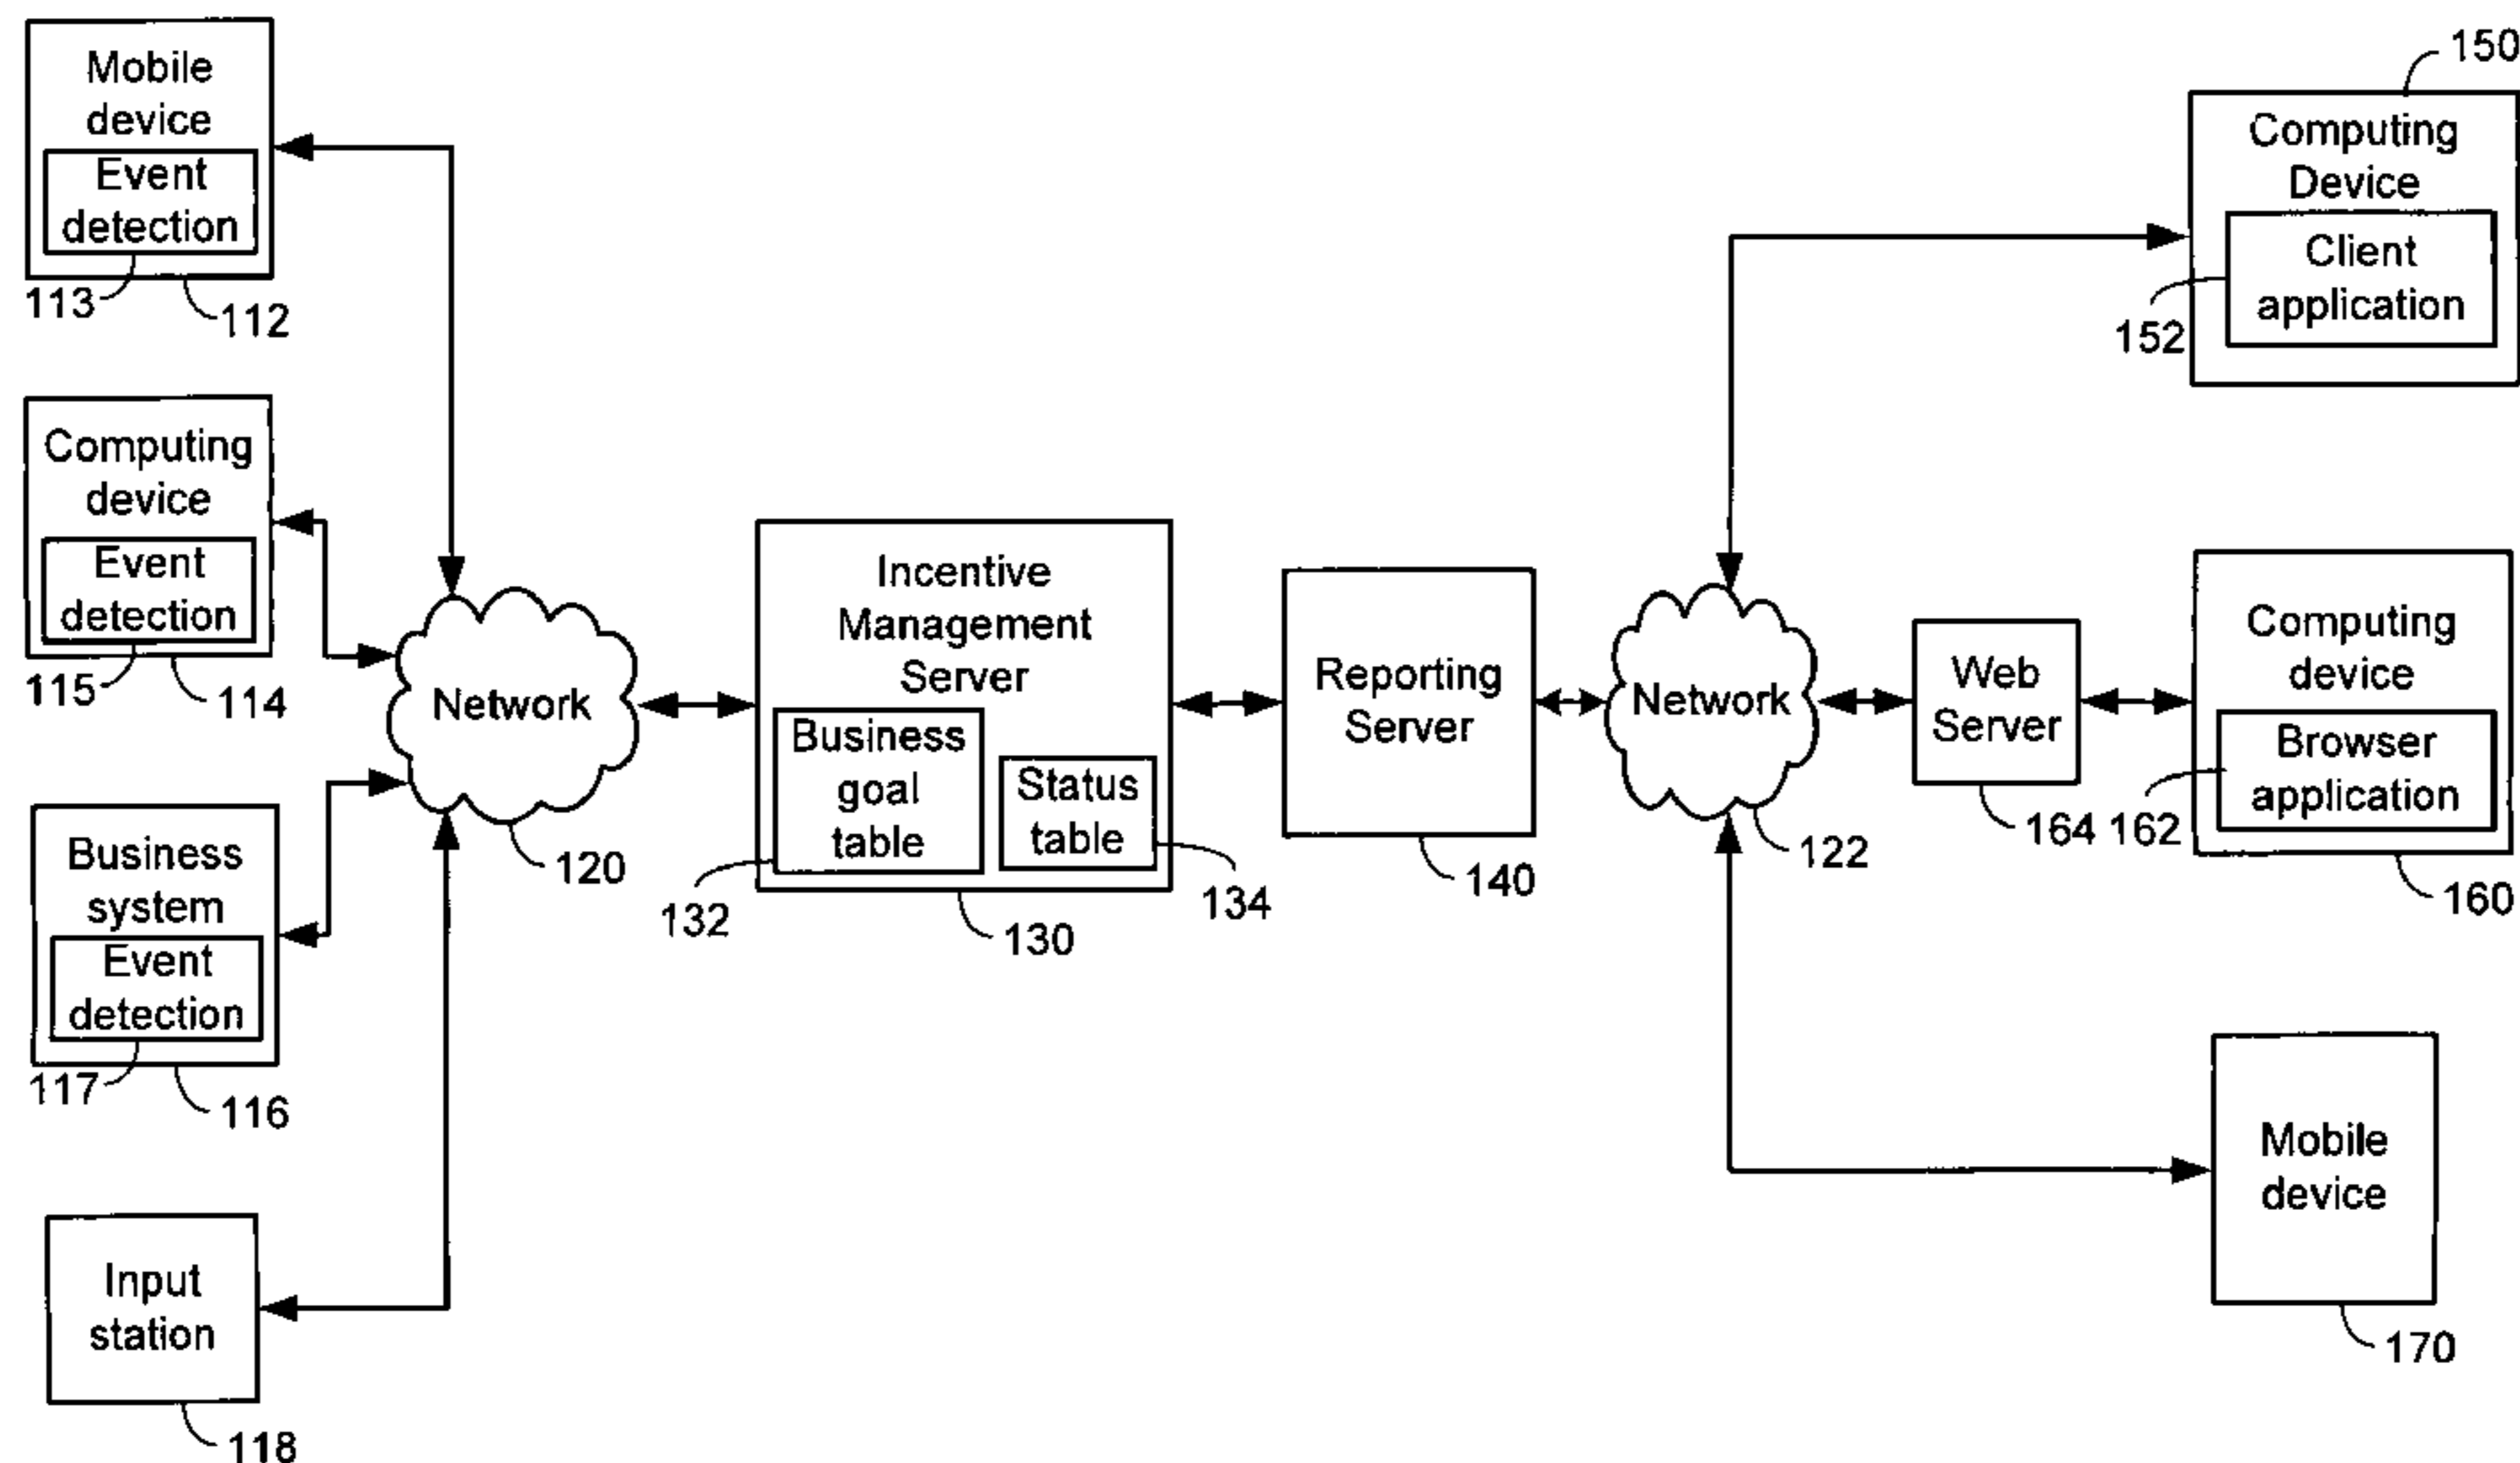 Mobile
device
Event
detection
113
112
Computing
device
Event
detection
115
114
Business
system
Event
detection
117
116
Input
station
118
Network
120
Incentive
Management
Server
Business
goal
table
Status
table
132
134
130
Reporting
Server
140
Network
122
150
Computing
Device
Client
application
152
Web
Server
164
Computing
device
Browser
application
162
160
Mobile
device
170